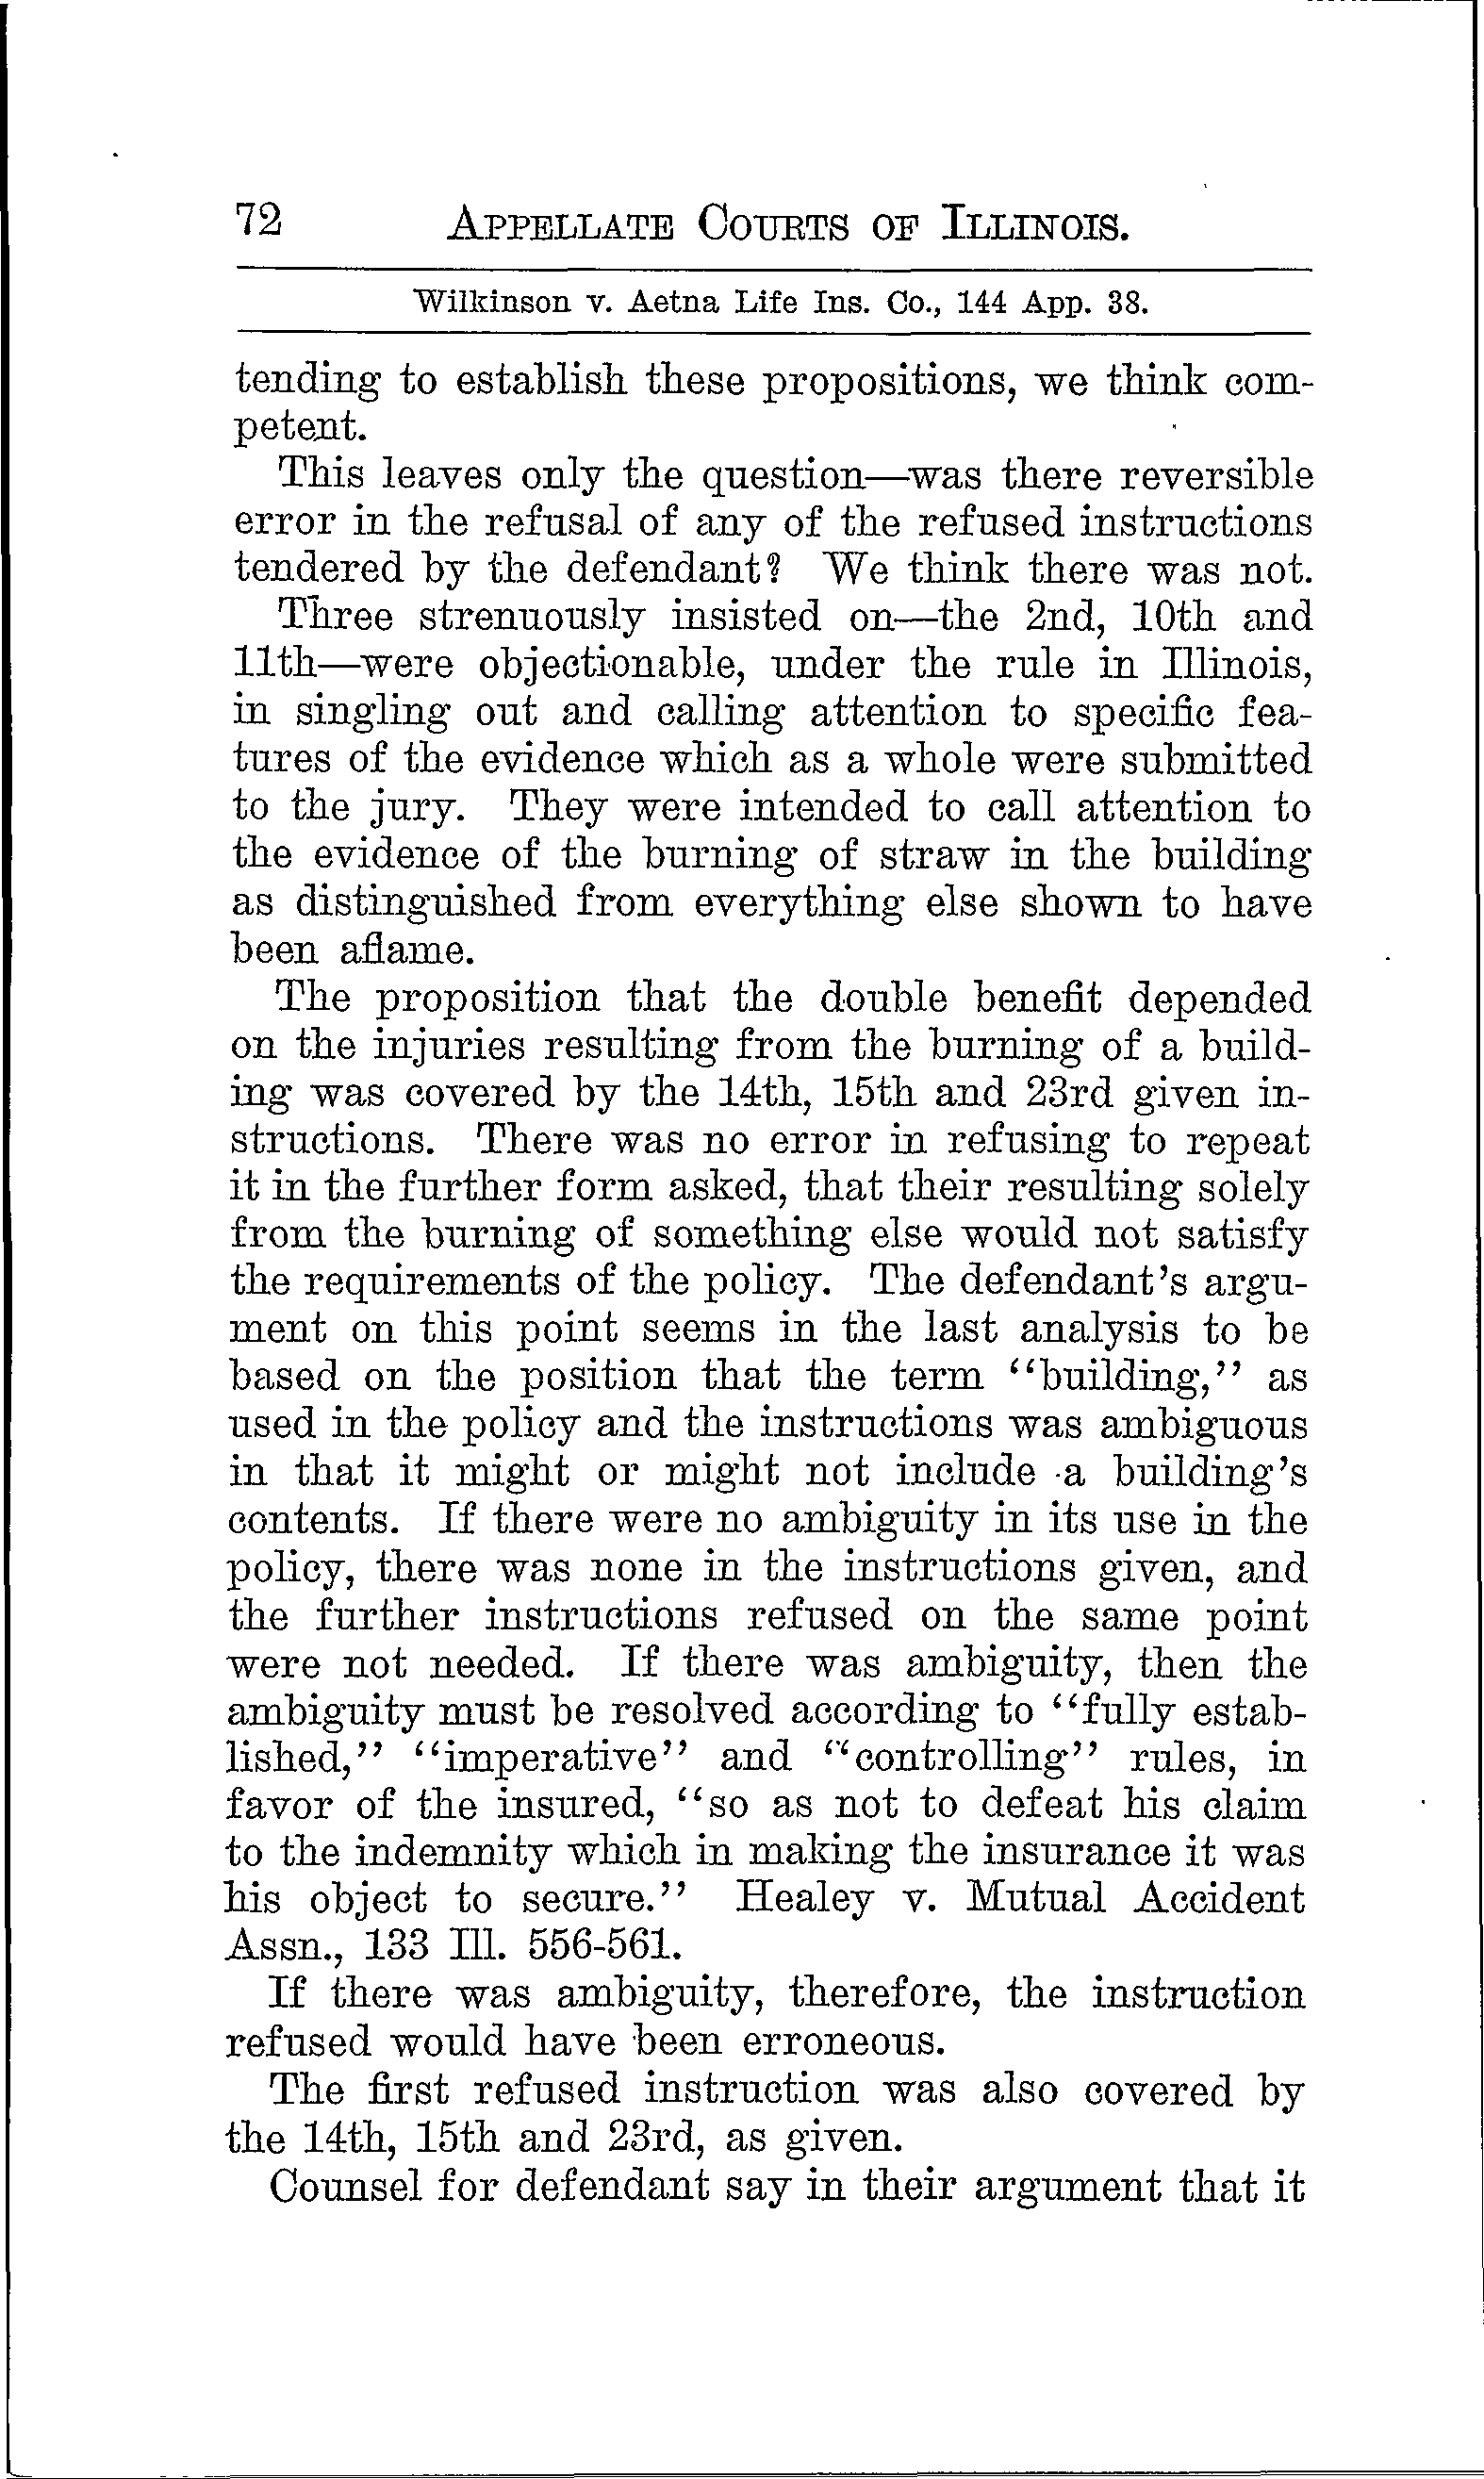 72 APPELLATE COURTS OF ILLINOIS.
Wilkinson v. Aetna Life Ins. Co., 144 App. 38.
tending to establish these propositions, we think com-
petent.
This leaves only the question—was there reversible
error in the refusal of any of the refused instructions
tendered by the defendant? We think there was not.
Three strenuously insisted on—the 2nd, 10th and
11th—were objectionable, under the rule in Illinois,
in singling out and calling attention to specific fea-
tures of the evidence which as a whole were submitted
to the jury. They were intended to call attention to
the evidence of the burning of straw in the building
as distinguished from everything else shown to have
been aflame.
The proposition that the double benefit depended
on the injuries resulting from the burning of a build-
ing was covered by the 14th, 15th and 23rd given in-
structions. There was no error in refusing to repeat
it in the further form asked, that their resulting solely
from the burning of something else would not satisfy
the requirements of the policy. The defendant's argu-
ment on this point seems in the last analysis to be
based on the position that the term "building," as
used in the policy and the instructions was ambiguous
in that it might or might not include a building's
contents. If there were no ambiguity in its use in the
policy, there was none in the instructions given, and
the further instructions refused on the same point
were not needed. If there was ambiguity, then the
ambiguity must be resolved according to "fully estab-
lished," "imperative" and "controlling" rules, in
favor of the insured, "so as not to defeat his claim
to the indemnity which in making the insurance it was
his object to secure." Healey v. Mutual Accident
Assn., 133 Ill. 556-561.
If there was ambiguity, therefore, the instruction
refused would have been erroneous.
The first refused instruction was also covered by
the 14th, 15th and 23rd, as given.
Counsel for defendant say in their argument that it